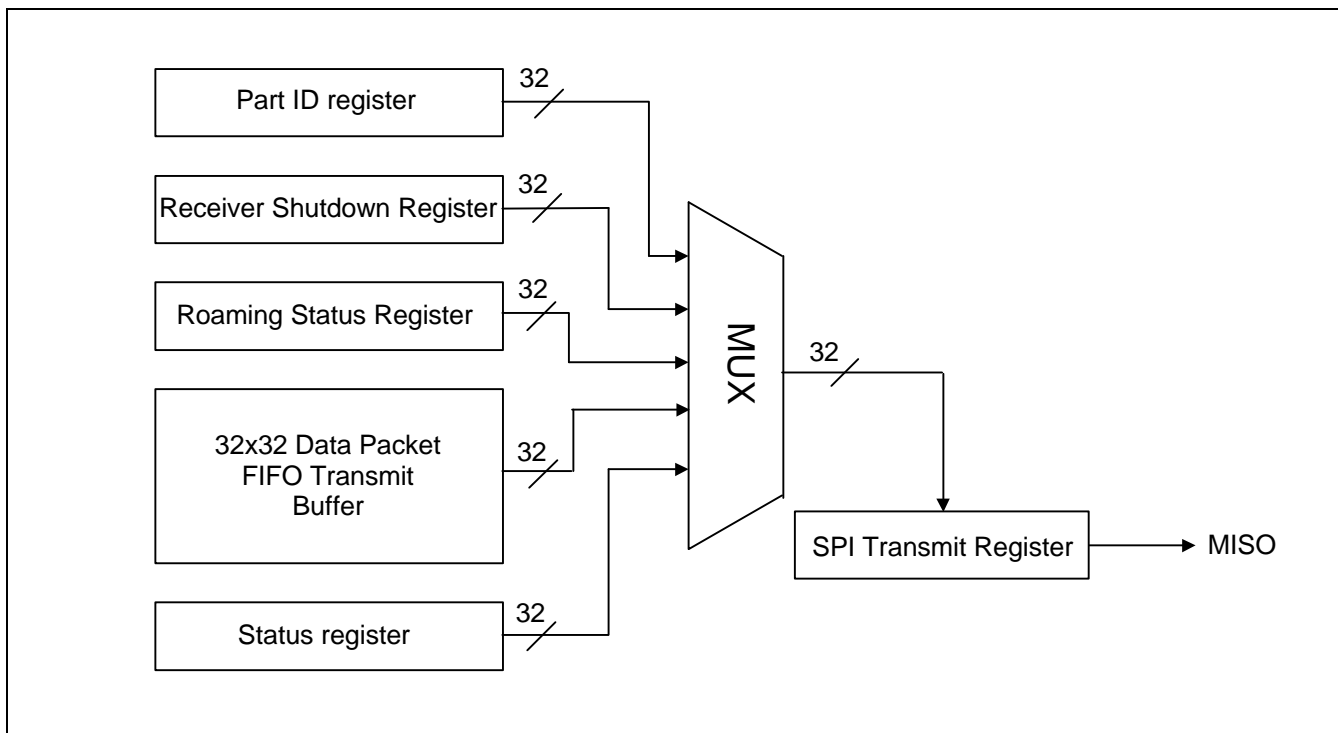 32
Part ID register
32
Receiver Shutdown Register
32
Roaming Status Register
32x32 Data Packet
FIFO Transmit
Buffer
32
32
Status register
MUX
32
SPI Transmit Register
MISO